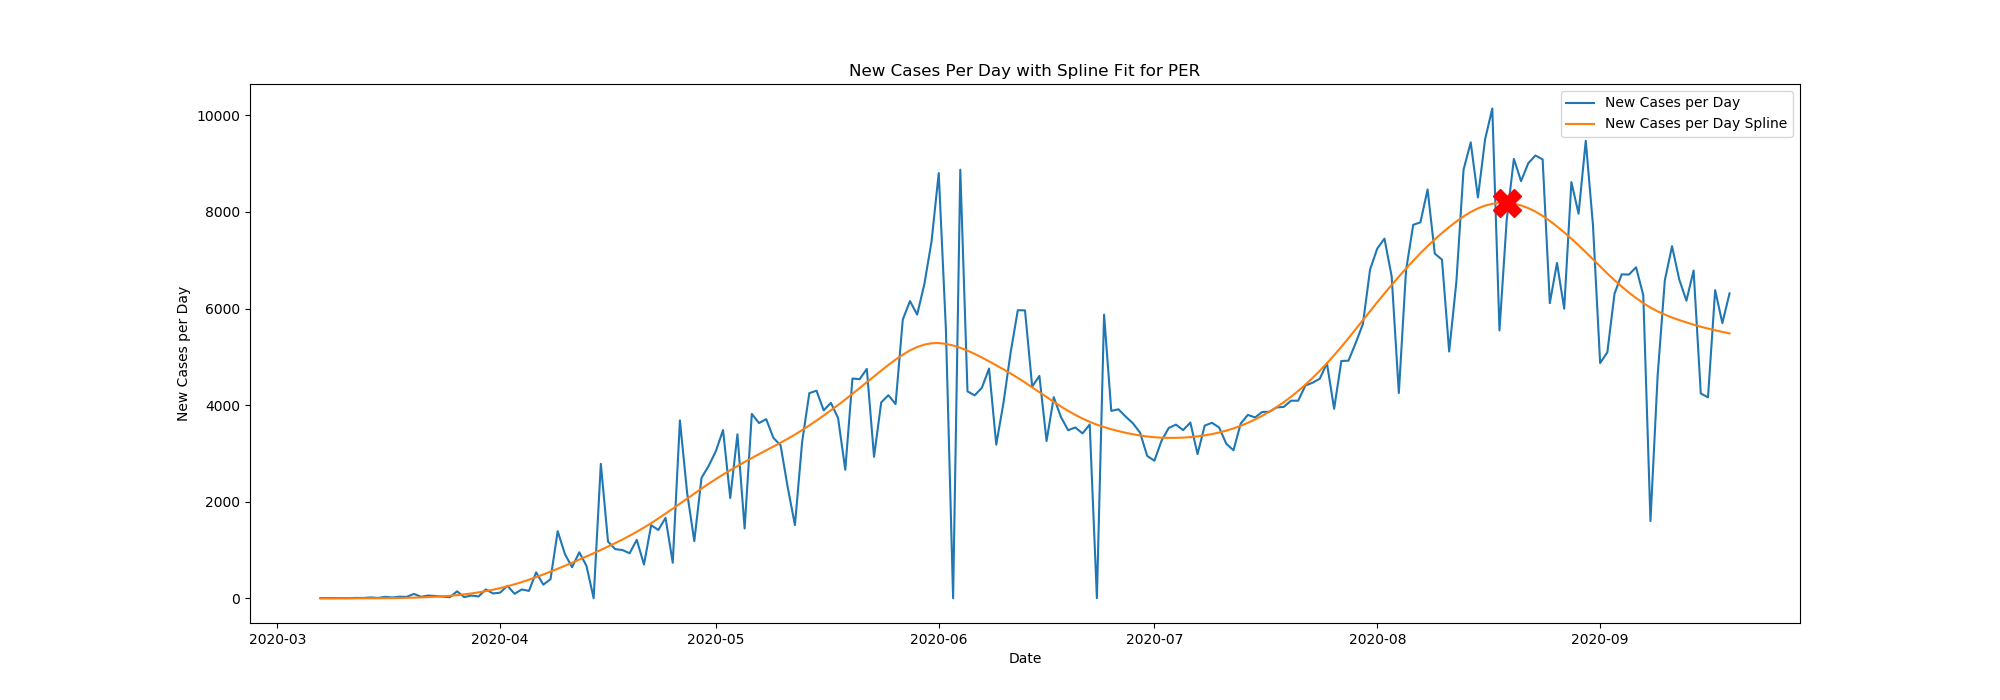 New Cases Per Day with Spline Fit for PER
New Cases per Day
New Cases per Day Spline
New Cases per Day
10000
8000
6000
4000
2000
0
2020-03 2020-04 2020-05 2020-06 2020-07 2020-08 2020-09
Date